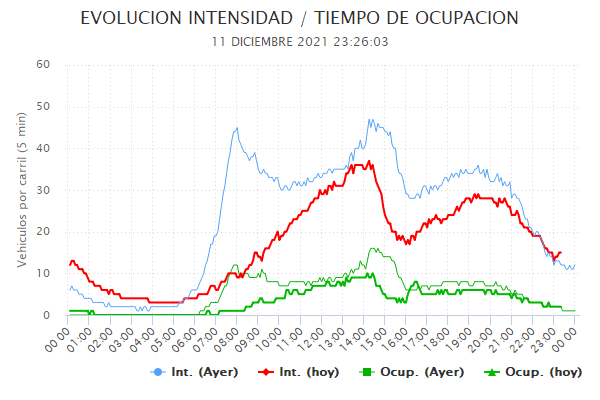 EVOLUCION INTENSIDAD / TIEMPO DE OCUPACION
11 DICIEMBRE 2021 23:26:03
Vehiculos por carril (5 min)
60
50
40
30
20
10
0
00:00 01:00 02:00 03:00 04:00 05:00 06:00 07:00 08:00 09:00 10:00 11:00 12:00 13:00 14:00 15:00 16:00 17:00 18:00 19:00 20:00 21:00 22:00 23:00 00:00
Int. (Ayer) Int. (hoy) Ocup. (Ayer) Ocup. (hoy)